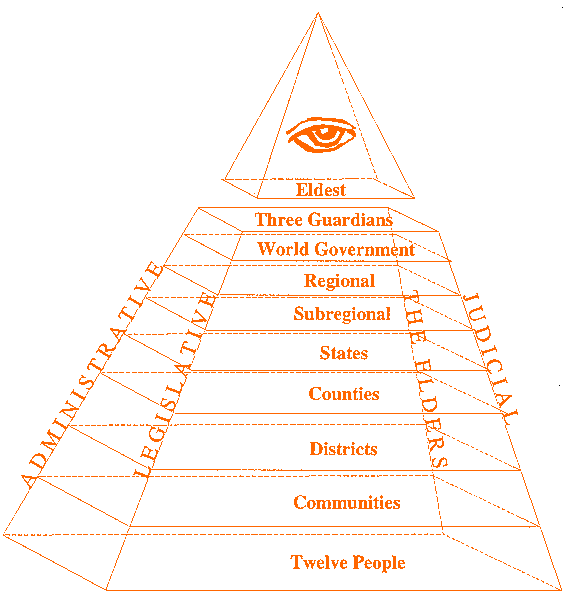 Eldest
Three Guardians
World Government
Regional
Subregional
States
Counties
Districts
Communities
Twelve People
ADMINISTRATIVE
LEGISLATIVE
THE ELDERS
JUDICIAL